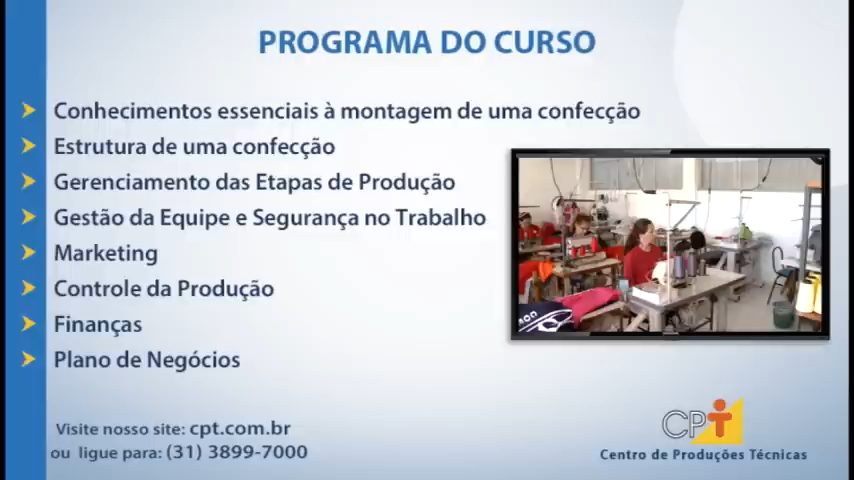 PROGRAMA DO CURSO
Conhecimentos essenciais à montagem de uma confecção
Estrutura de uma confecção
Gerenciamento das Etapas de Produção
Gestão da Equipe e Segurança no Trabalho
Marketing
Controle da Produção
Finanças
Plano de Negócios
Visite nosso site: cpt.com.br
ou ligue para: (31) 3899-7000
CPT
Centro de Produções Técnicas